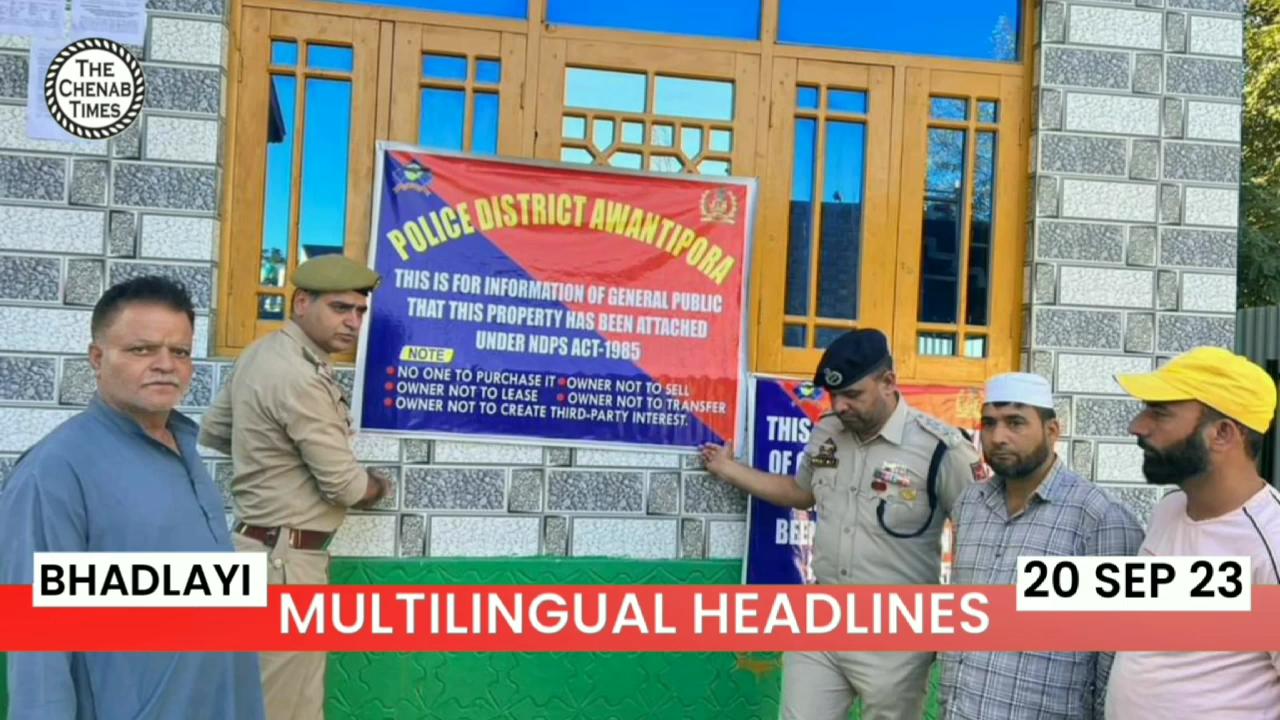 THE
CHENAB
TIMES
POLICE DISTRICT AWANTIPORA
THIS IS FOR INFORMATION OF GENERAL PUBLIC
THAT THIS PROPERTY HAS BEEN ATTACHED
UNDER NDPS ACT-1985
NOTE
• NO ONE TO PURCHASE IT • OWNER NOT TO SELL
• OWNER NOT TO LEASE • OWNER NOT TO TRANSFER
• OWNER NOT TO CREATE THIRD-PARTY INTEREST.
THIS
OF
BEEN
BHADLAYI
20 SEP 23
MULTILINGUAL HEADLINES